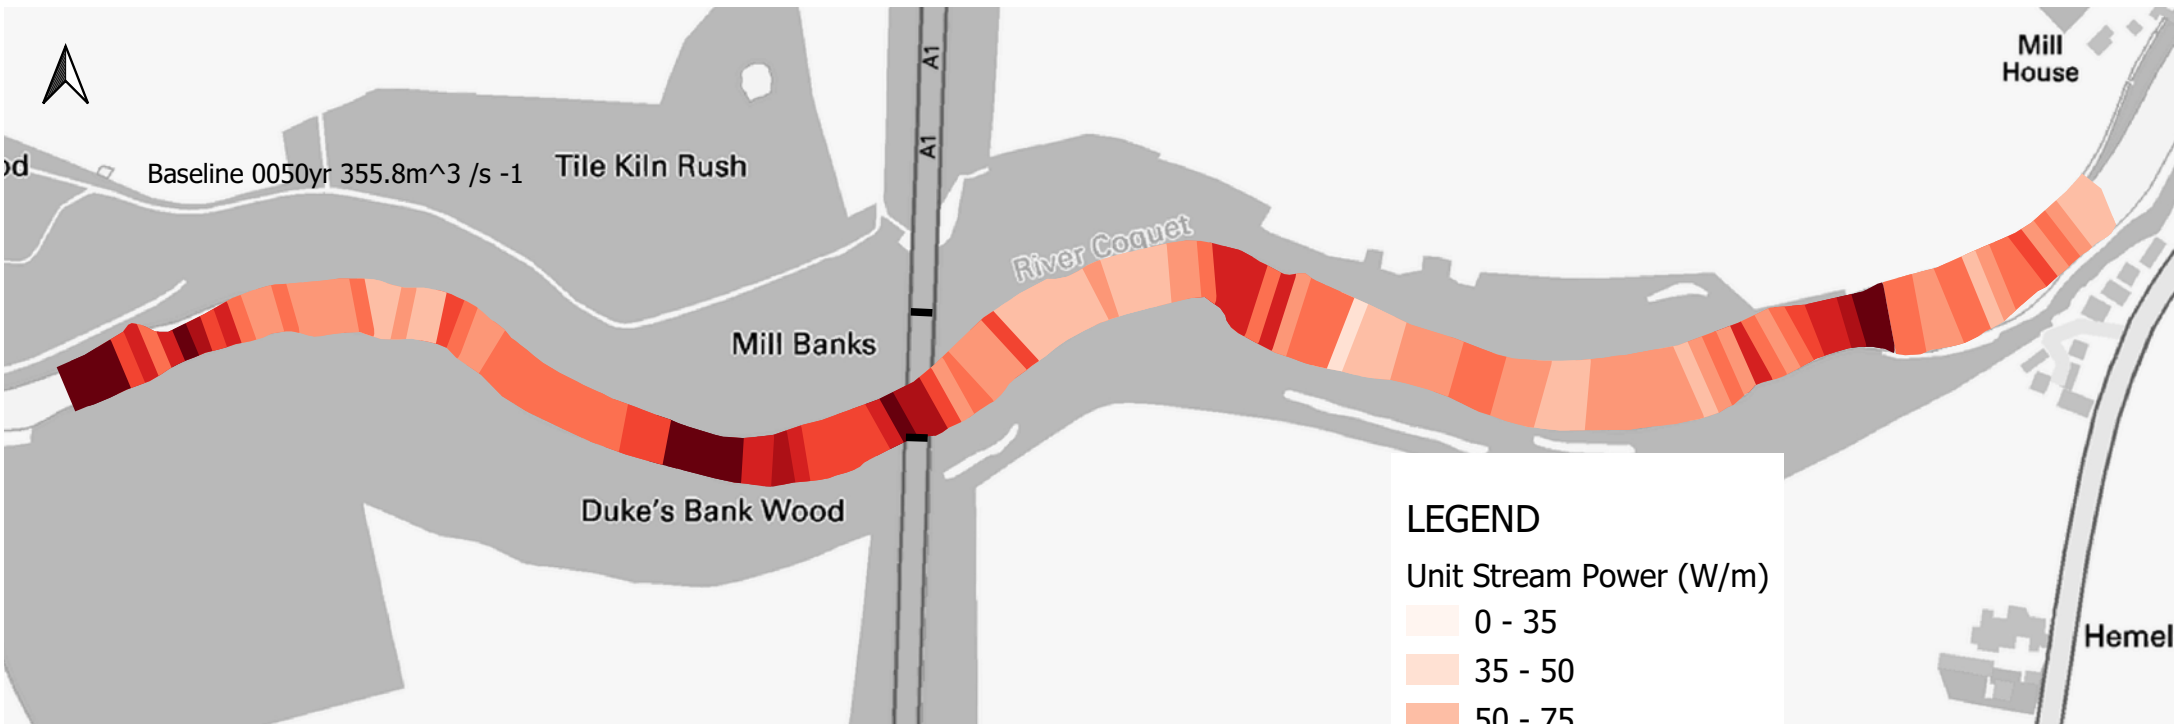 A1
Mill
House
A1
od
Baseline 0050yr 355.8m^3 /s -1
Tile Kiln Rush
River Coquet
Mill Banks
Duke's Bank Wood
LEGEND
Unit Stream Power (W/m)
0 - 35
35 - 50
50 - 75
Hemel